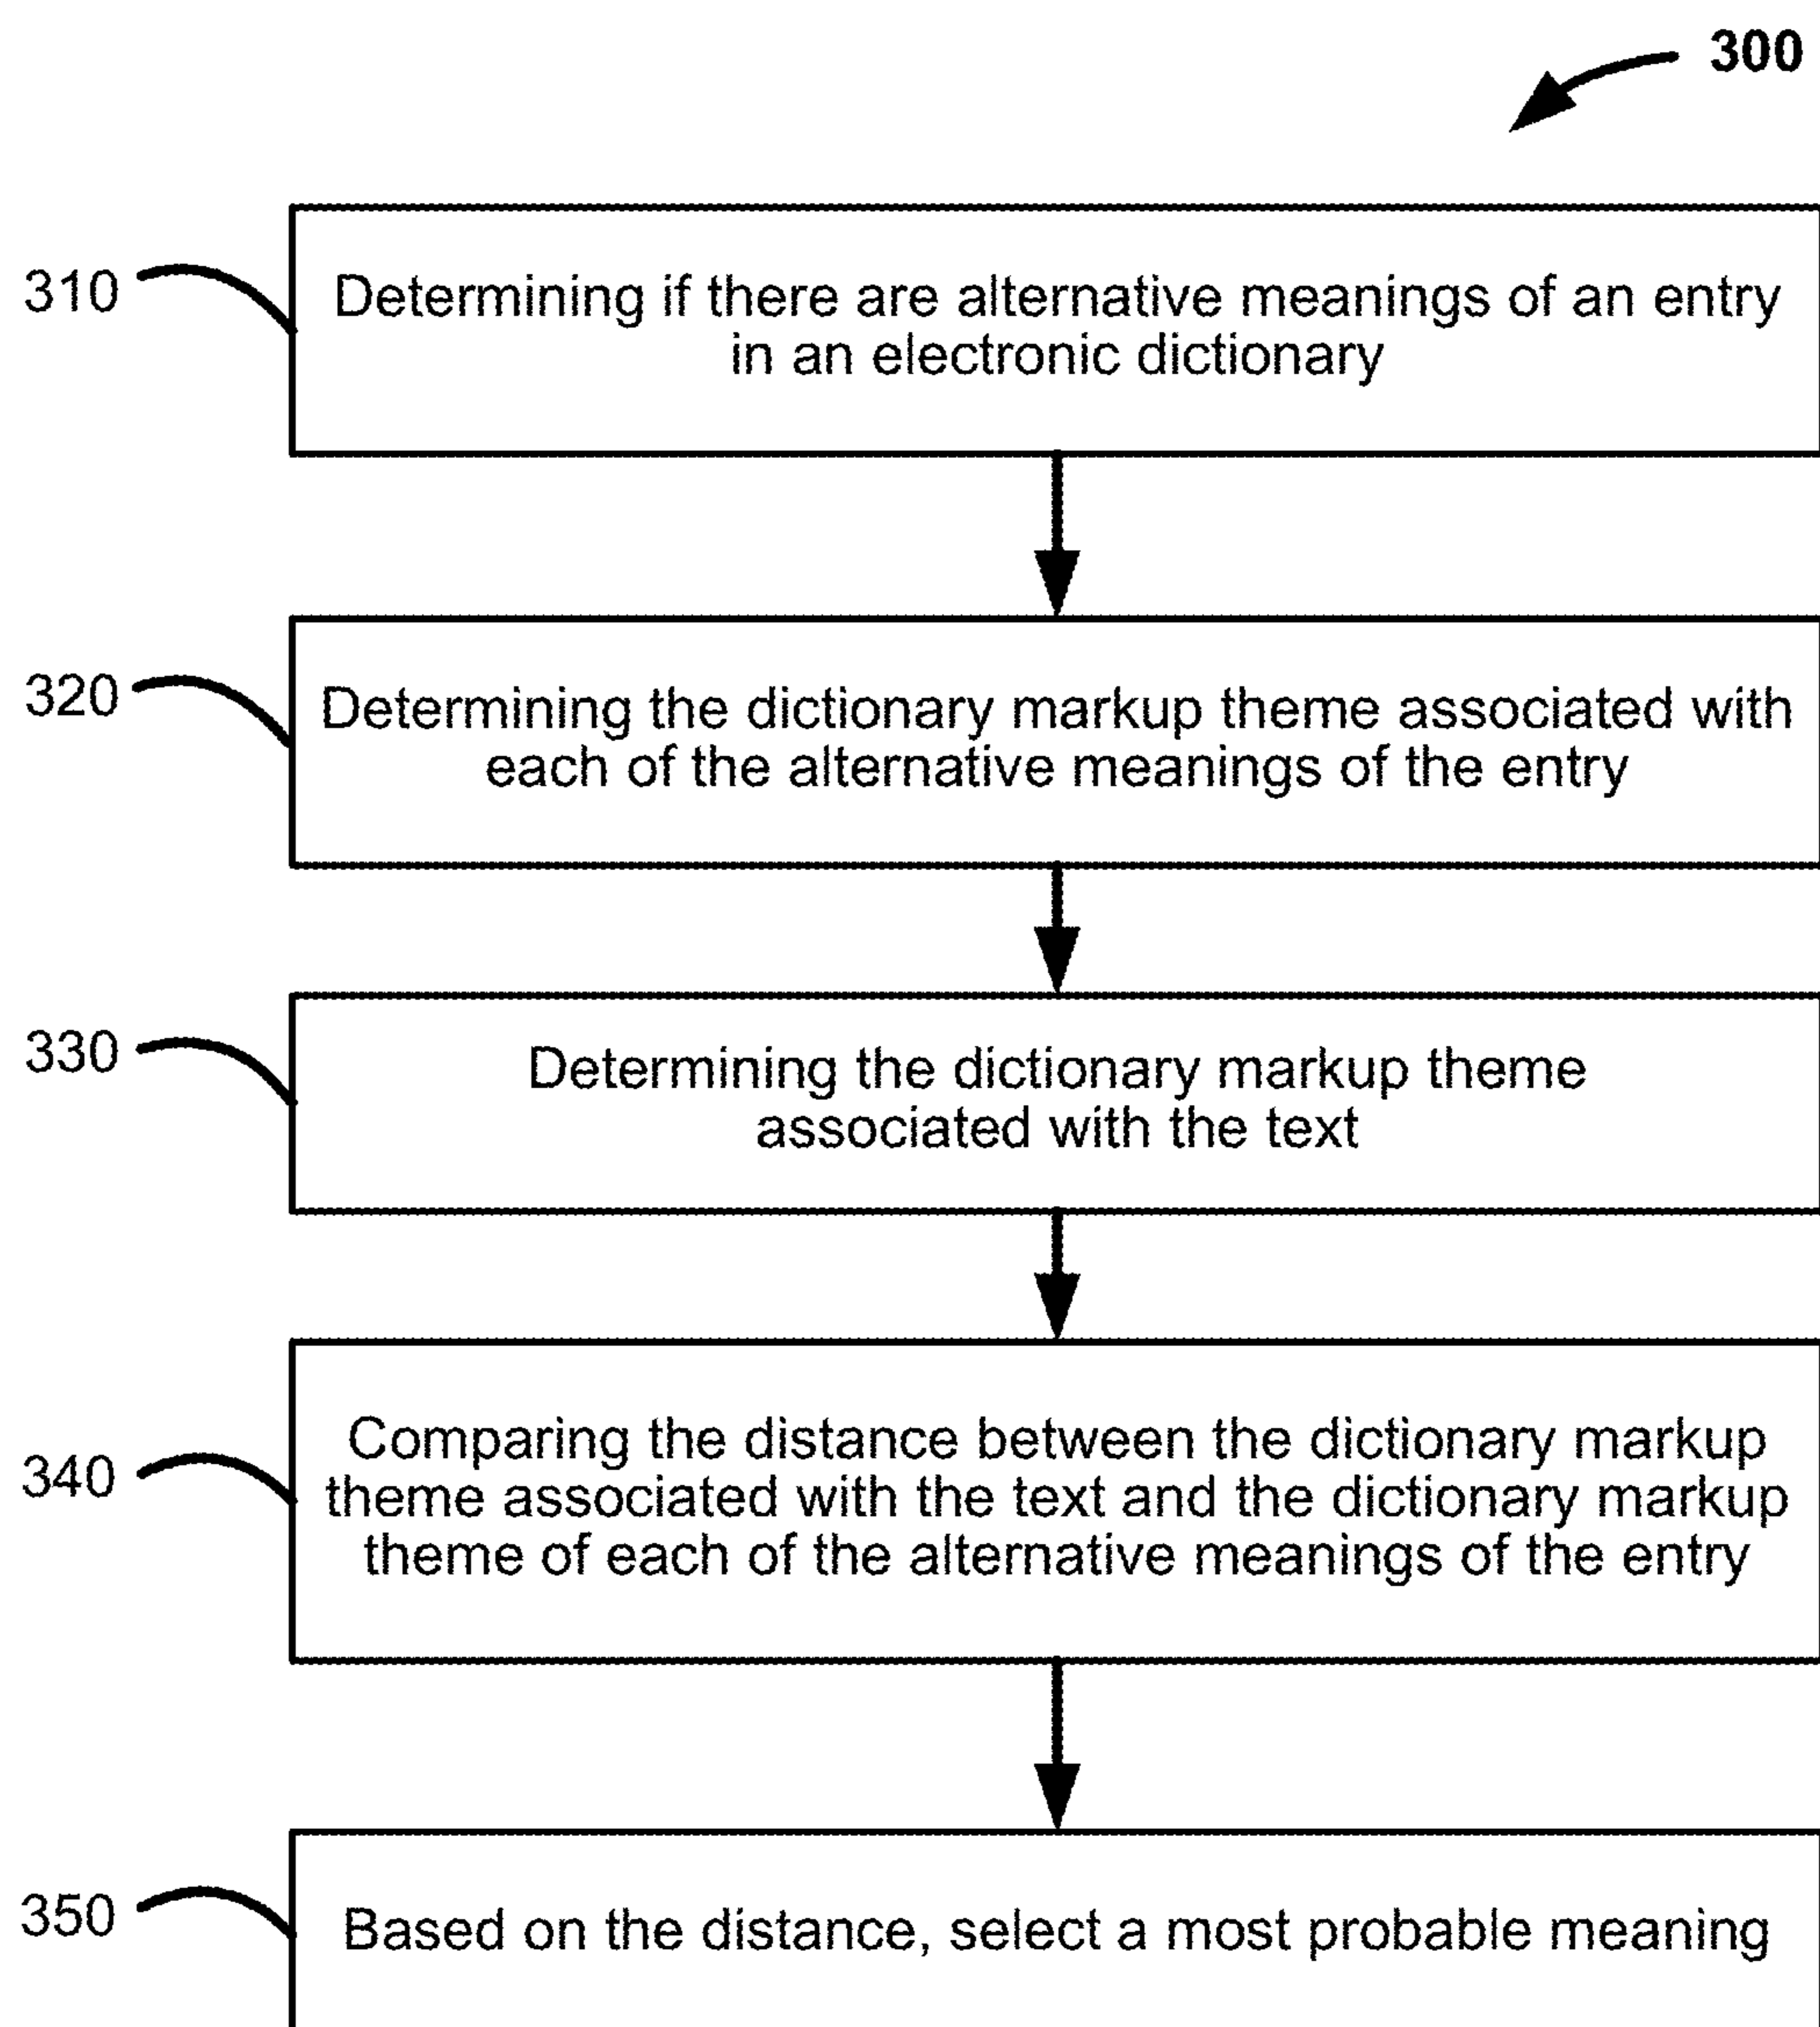 300
310
Determining if there are alternative meanings of an entry
in an electronic dictionary
320
Determining the dictionary markup theme associated with
each of the alternative meanings of the entry
330
Determining the dictionary markup theme
associated with the text
340
Comparing the distance between the dictionary markup
theme associated with the text and the dictionary markup
theme of each of the alternative meanings of the entry
350
Based on the distance, select a most probable meaning